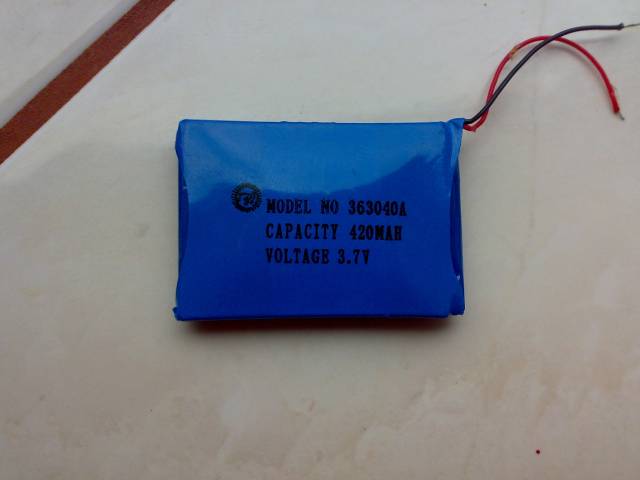 MODEL NO 363040A
CAPACITY 420MAH
VOLTAGE 3.7V